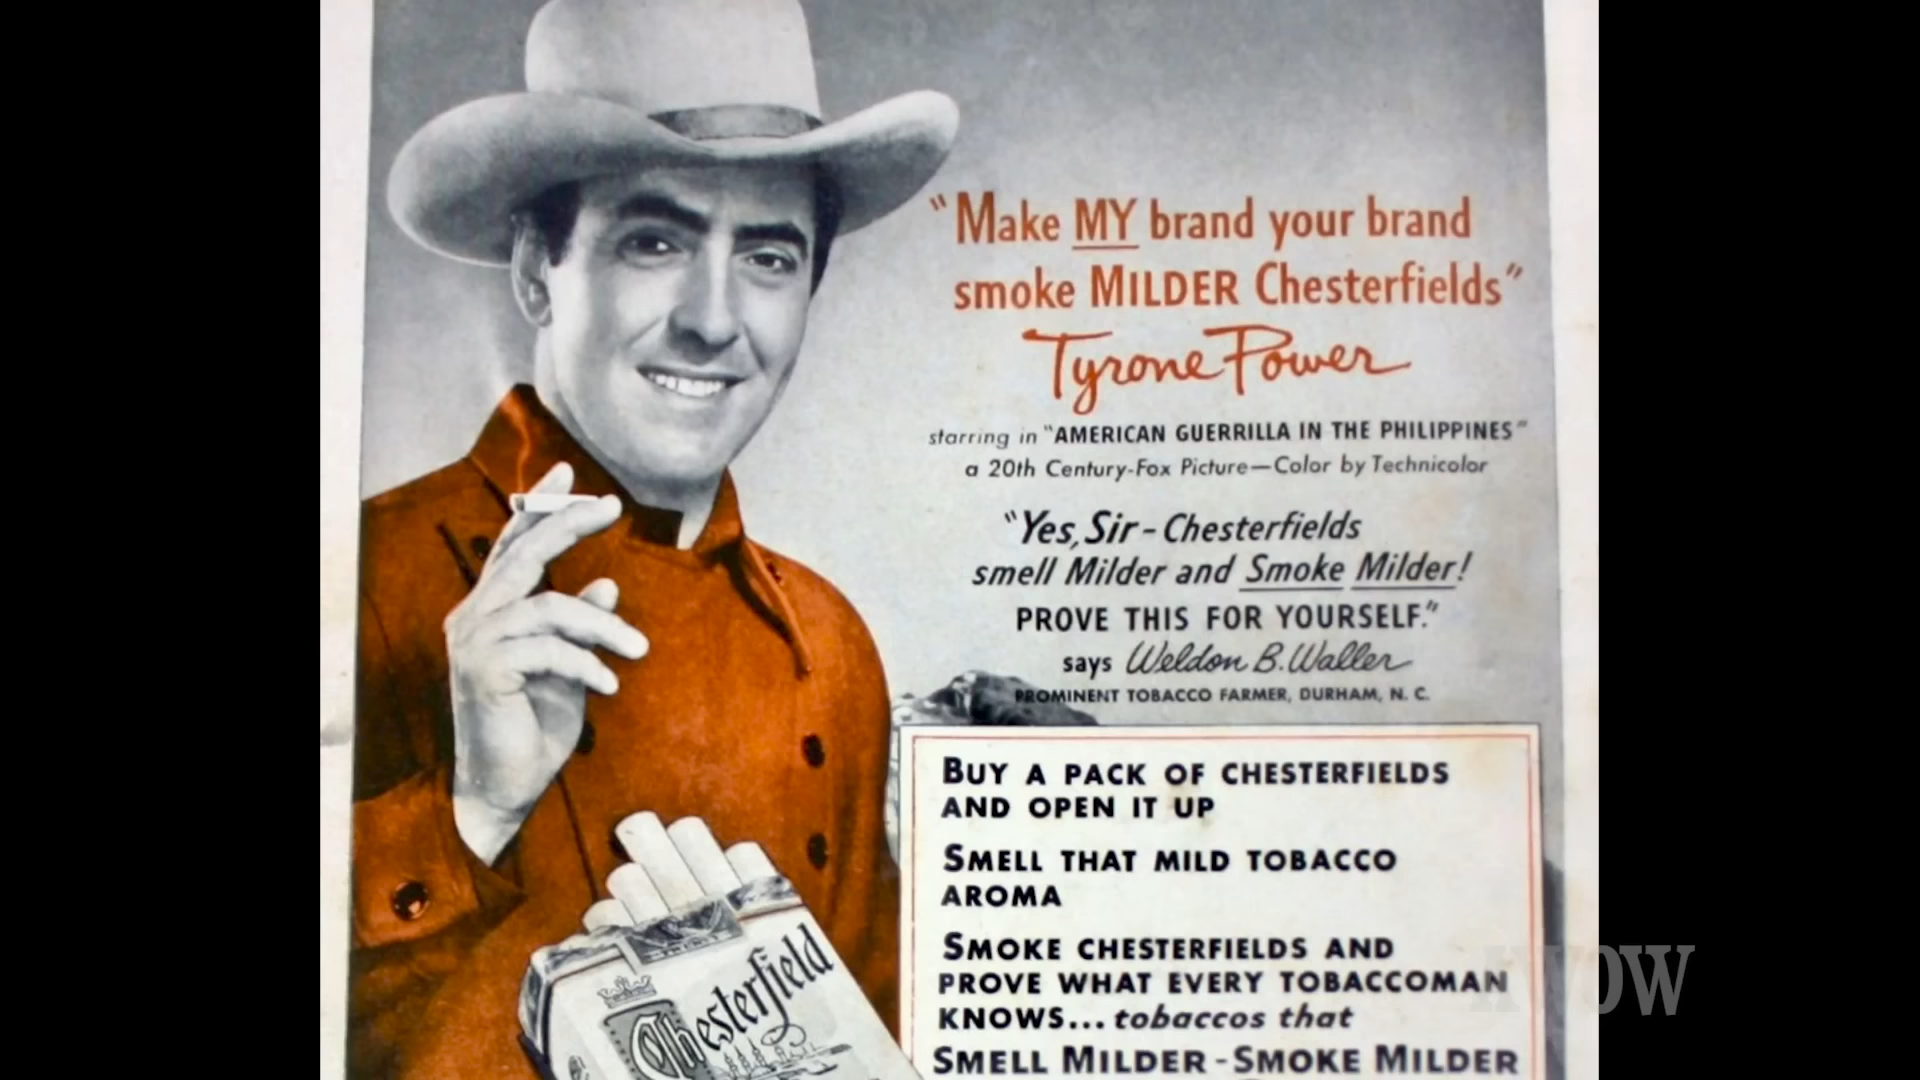 "Make MY brand your brand
smoke MILDER Chesterfields"
Tyrone Power
starring in "AMERICAN GUERRILLA IN THE PHILIPPINES"
a 20th Century-Fox Picture—Color by Technicolor
"Yes, Sir - Chesterfields
smell Milder and Smoke Milder!
PROVE THIS FOR YOURSELF."
says Weldon B. Waller
PROMINENT TOBACCO FARMER, DURHAM, N. C.
BUY A PACK OF CHESTERFIELDS
AND OPEN IT UP
SMELL THAT MILD TOBACCO
AROMA
SMOKE CHESTERFIELDS AND
PROVE WHAT EVERY TOBACCOMAN
KNOWS... tobaccos that
SMELL MILDER - SMOKE MILDER
Chesterfield